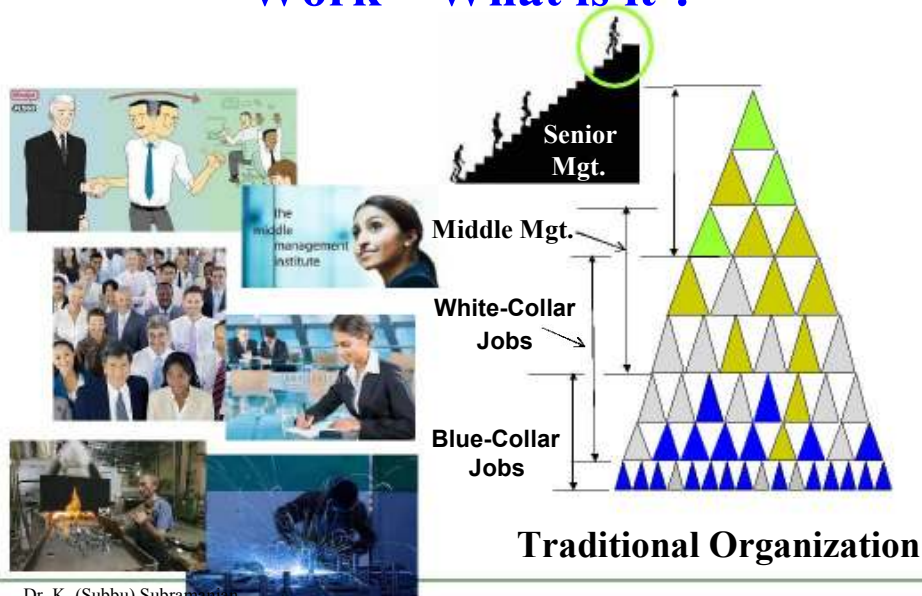 Work – What is it ?
Senior
Mgt.
the
middle
management
institute
Middle Mgt.
White-Collar
Jobs
Blue-Collar
Jobs
Traditional Organization
Dr. K. (Subbu) Subramanian